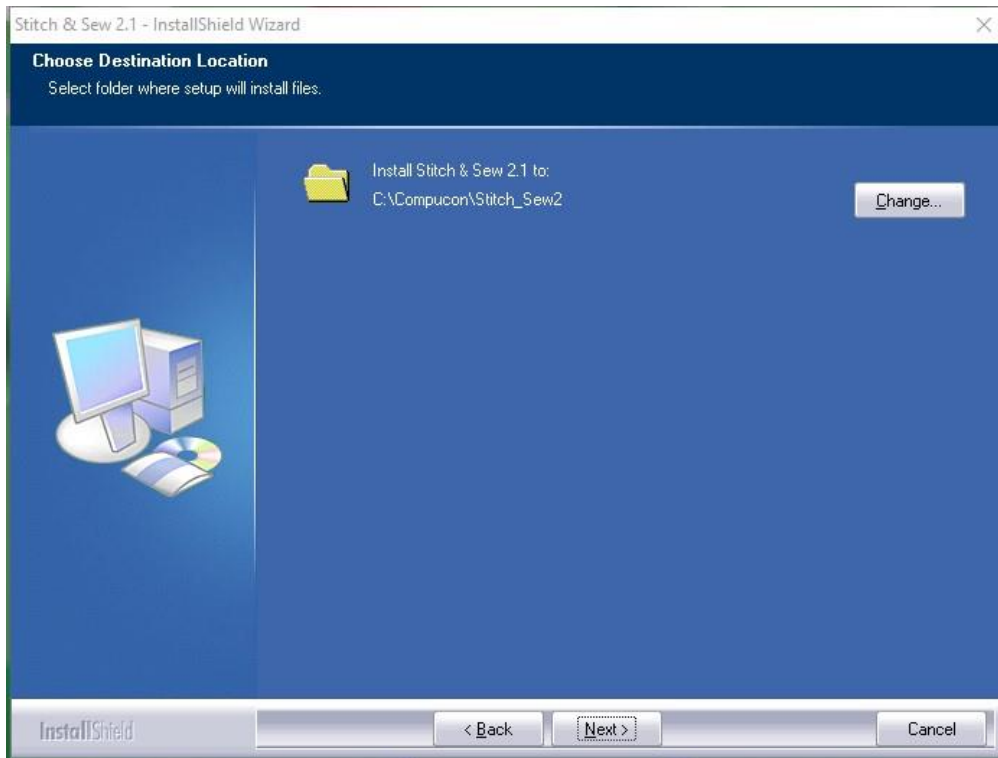 Stitch & Sew 2.1 - InstallShield Wizard
Choose Destination Location
Select folder where setup will install files.
Install Stitch & Sew 2.1 to:
C:\Compucon\Stitch_Sew2
Change...
InstallShield
< Back
Next >
Cancel